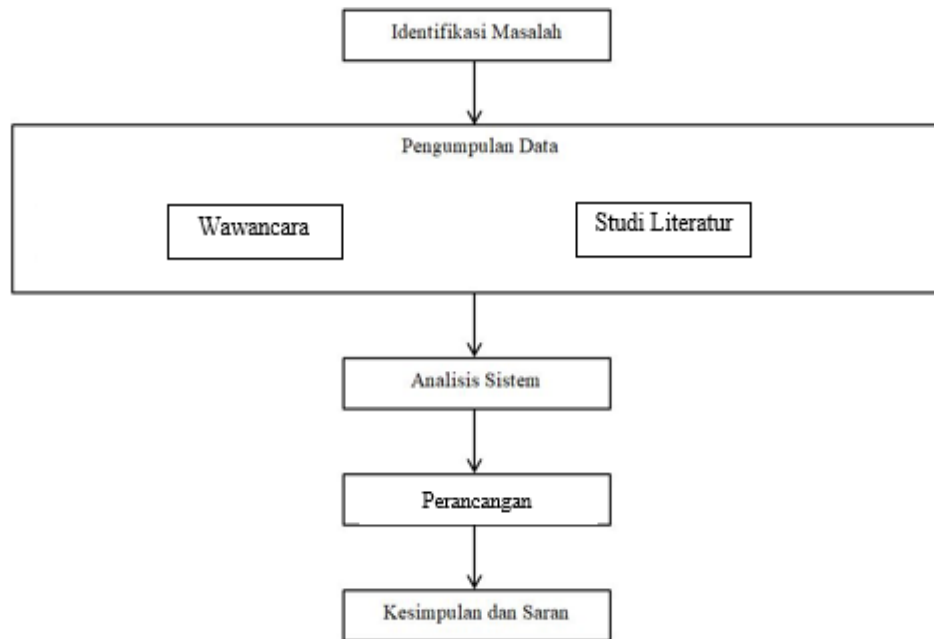 Identifikasi Masalah
Pengumpulan Data
Wawancara
Studi Literatur
Analisis Sistem
Perancangan
Kesimpulan dan Saran